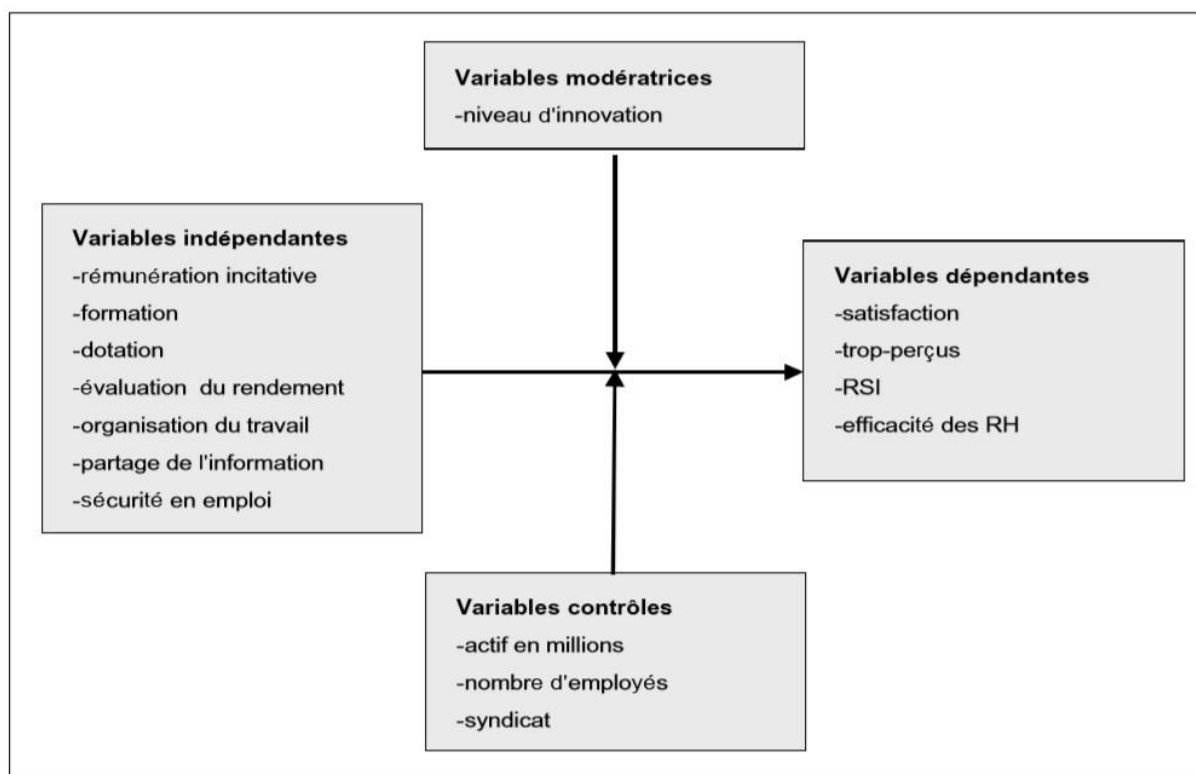 Variables modératrices
-niveau d'innovation
Variables indépendantes
-rémunération incitative
-formation
-dotation
-évaluation du rendement
-organisation du travail
-partage de l'information
-sécurité en emploi
Variables dépendantes
-satisfaction
-trop-perçus
-RSI
-efficacité des RH
Variables contrôles
-actif en millions
-nombre d'employés
-syndicat